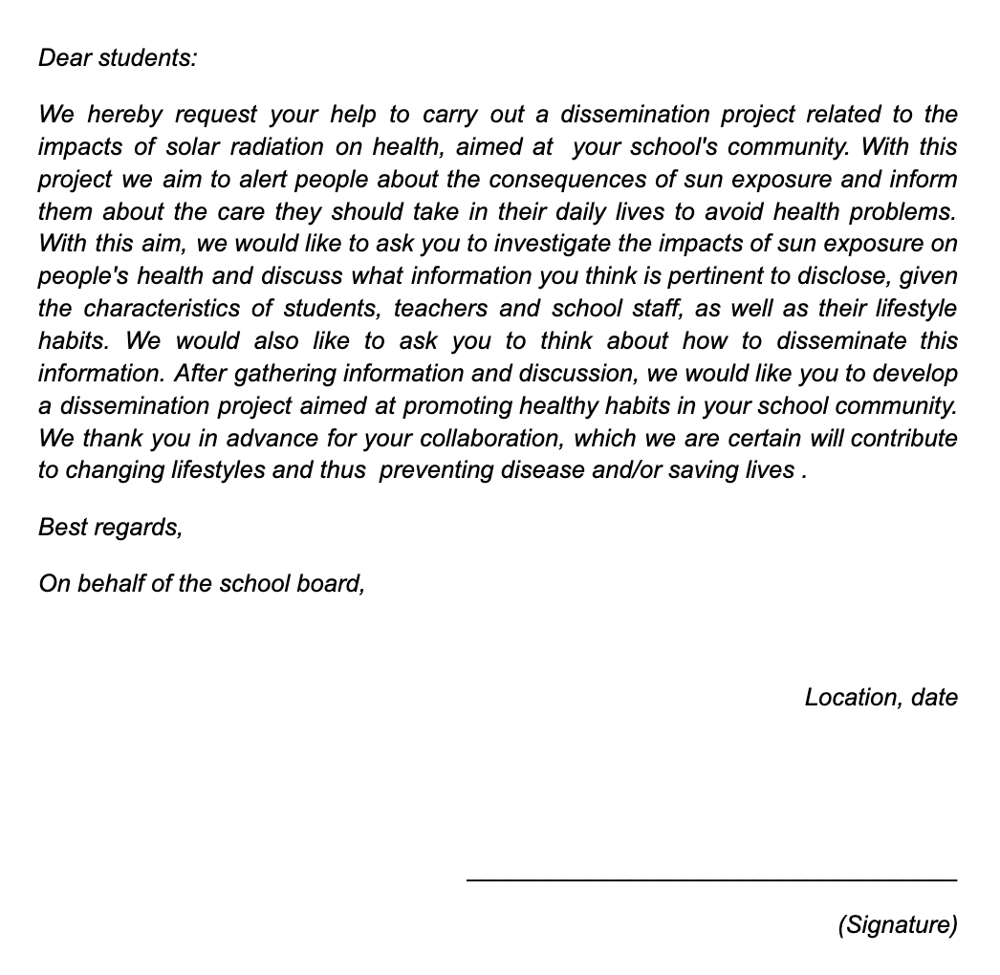 Dear students:
We hereby request your help to carry out a dissemination project related to the
impacts of solar radiation on health, aimed at  your school's community. With this
project we aim to alert people about the consequences of sun exposure and inform
them about the care they should take in their daily lives to avoid health problems.
With this aim, we would like to ask you to investigate the impacts of sun exposure on
people's health and discuss what information you think is pertinent to disclose, given
the characteristics of students, teachers and school staff, as well as their lifestyle
habits. We would also like to ask you to think about how to disseminate this
information. After gathering information and discussion, we would like you to develop
a dissemination project aimed at promoting healthy habits in your school community.
We thank you in advance for your collaboration, which we are certain will contribute
to changing lifestyles and thus  preventing disease and/or saving lives .
Best regards,
On behalf of the school board,
Location, date
(Signature)